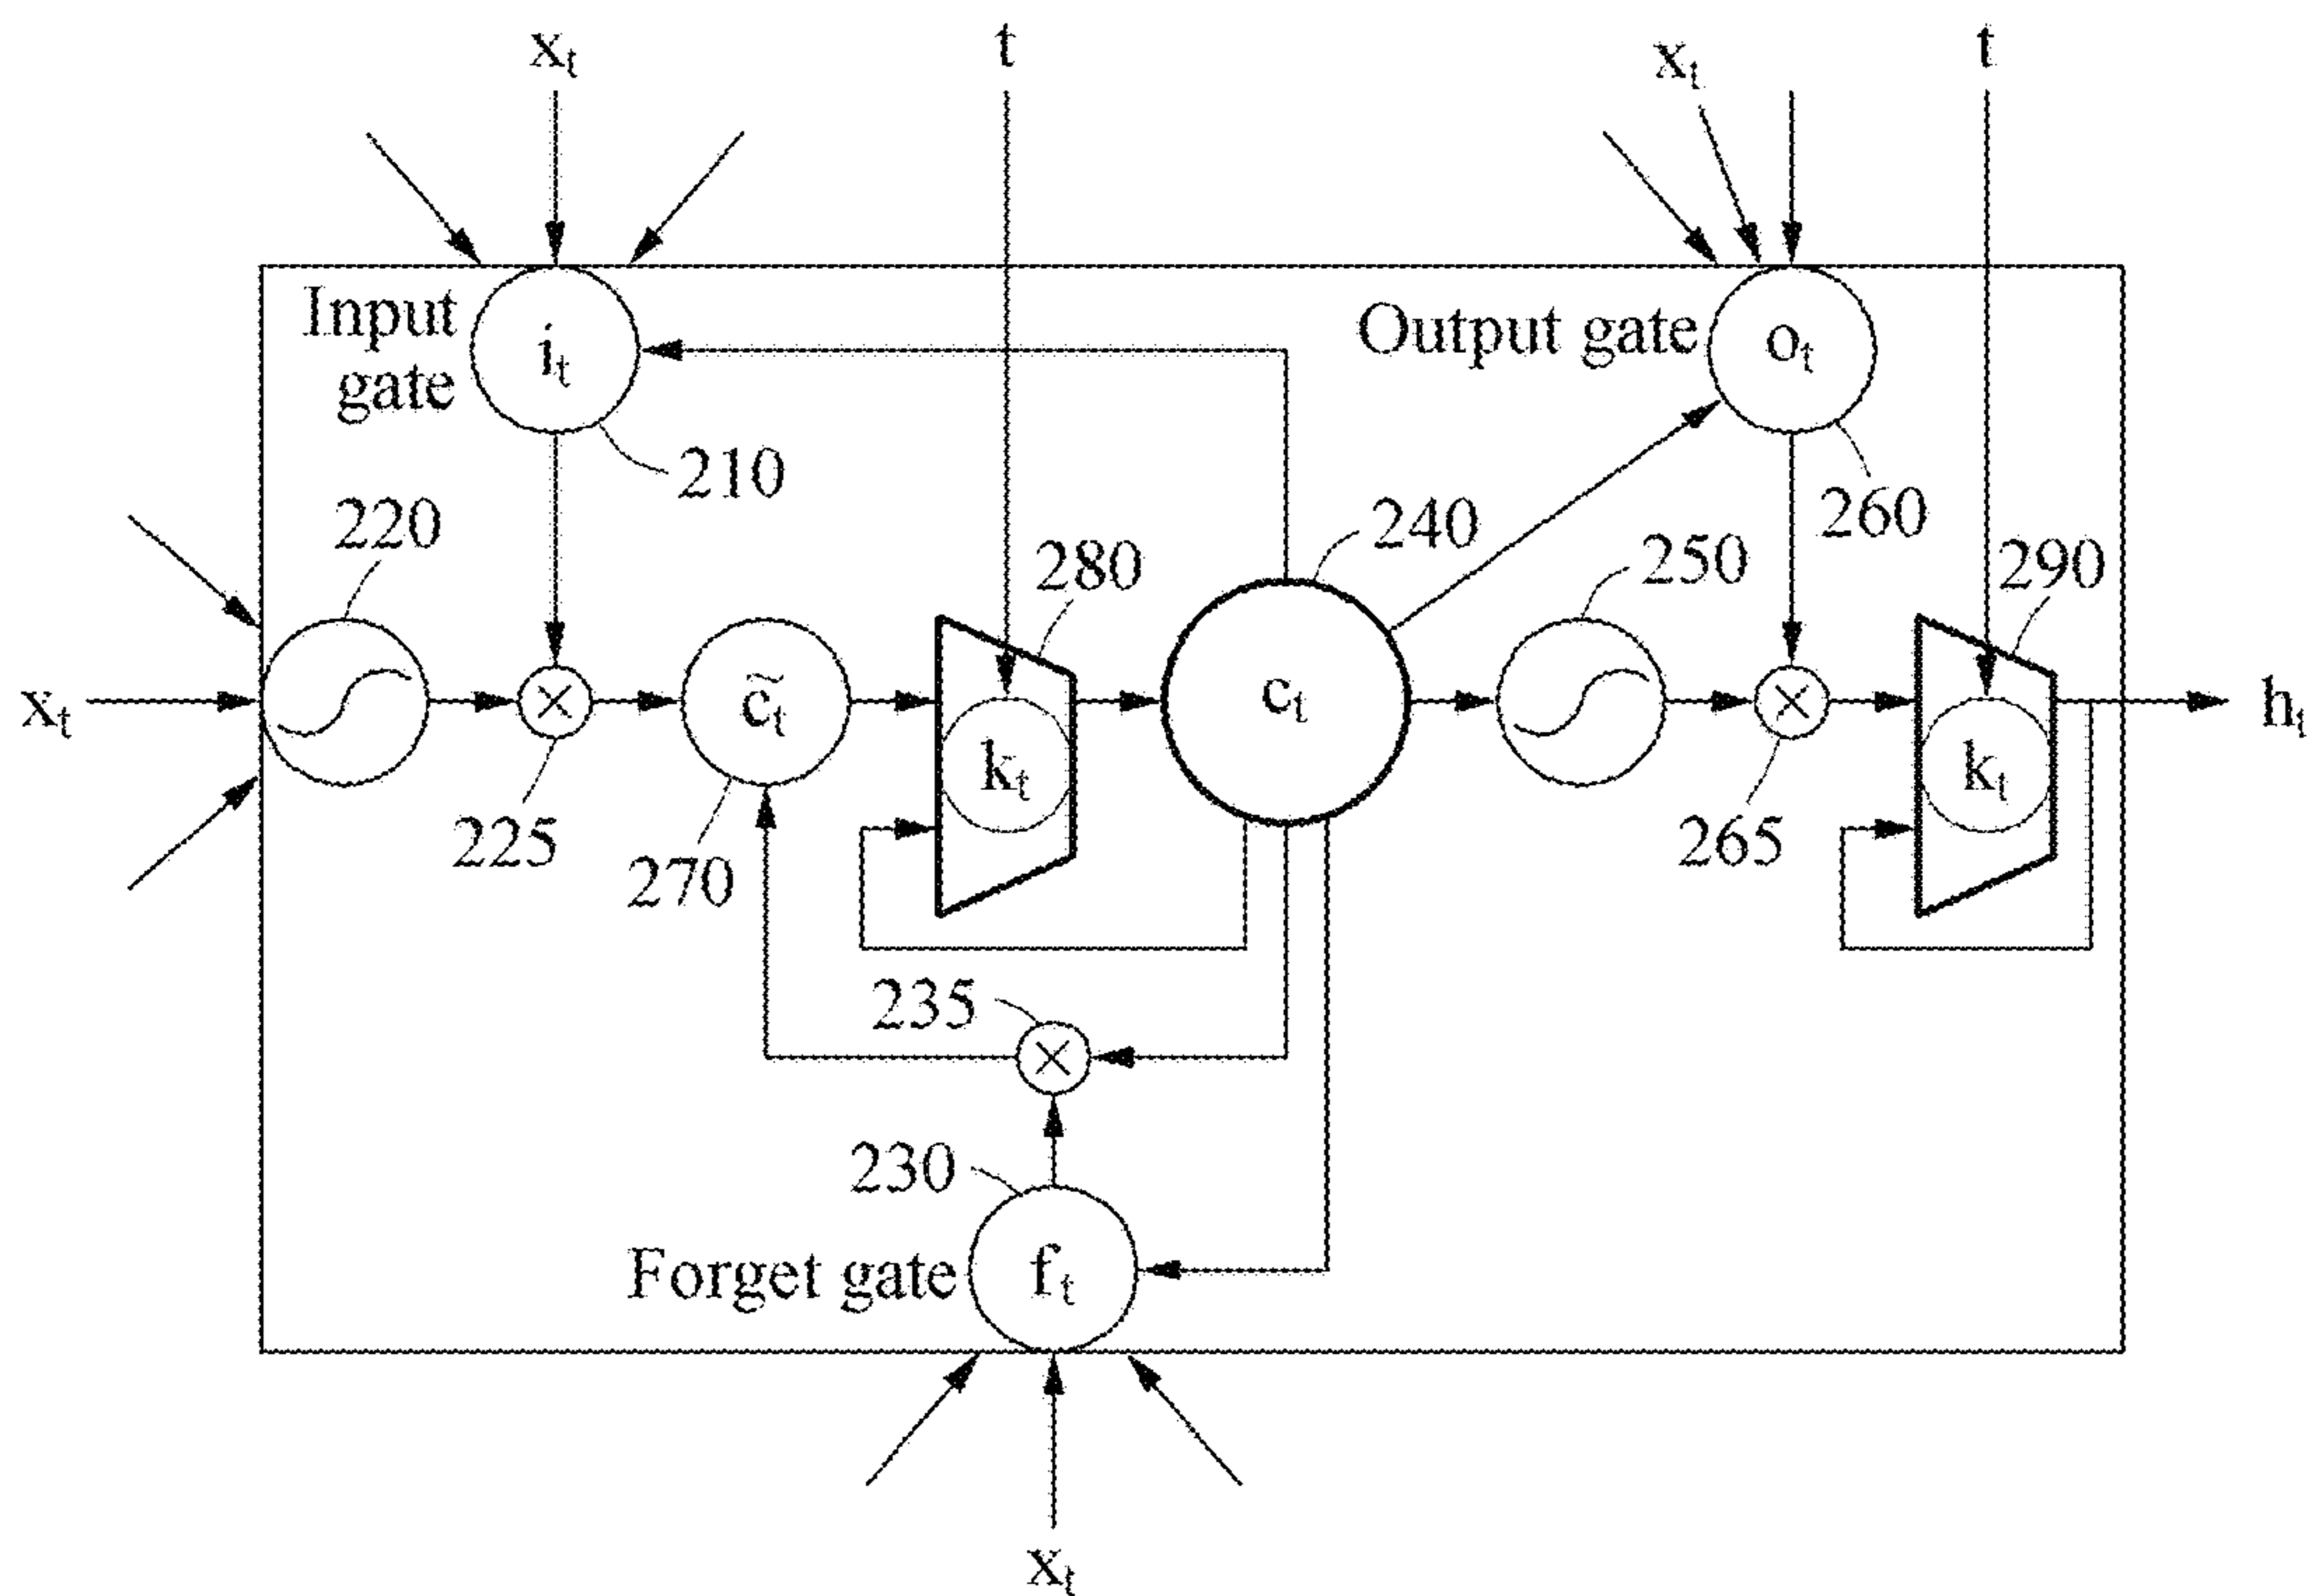 xₜ
t
xₜ
t
Input
gate
iₜ
Output gate
oₜ
210
220
240
260
250
280
290
xₜ
c̃ₜ
kₜ
cₜ
kₜ
hₜ
225
270
265
235
230
Forget gate
fₜ
xₜ